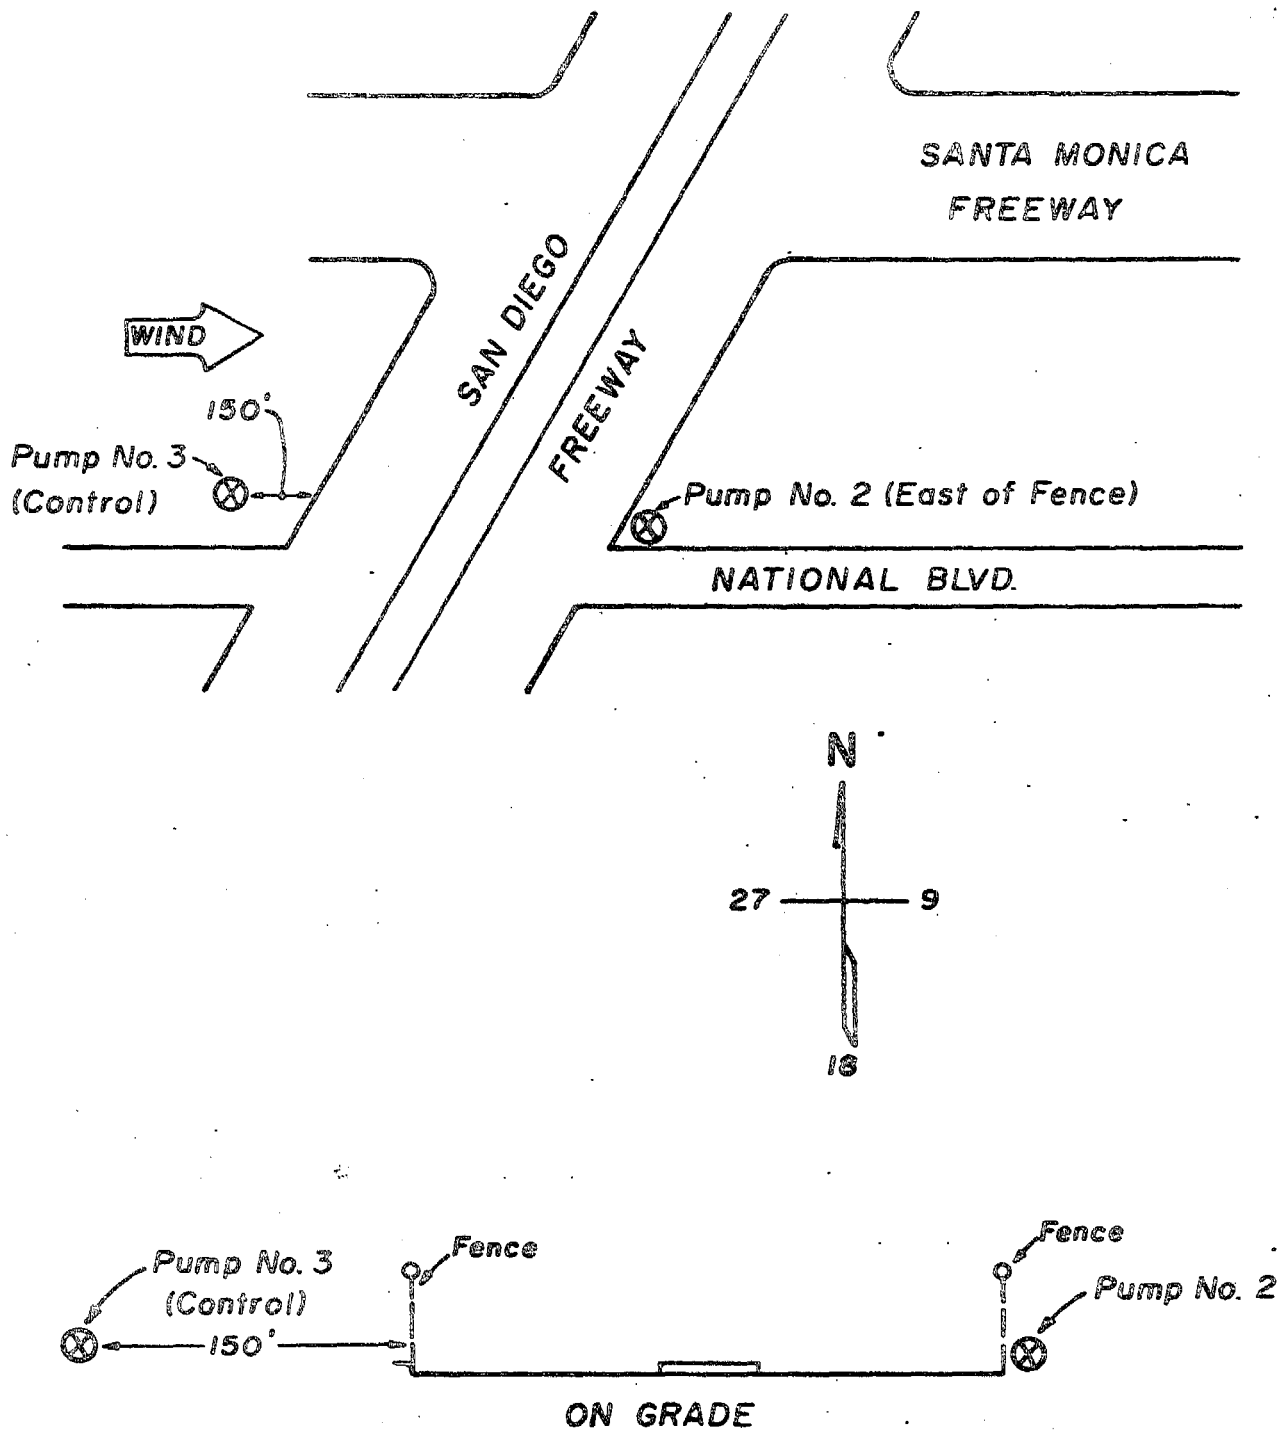 SANTA MONICA
FREEWAY
SAN DIEGO
FREEWAY
WIND
150'
Pump No. 3
(Control)
Pump No. 2 (East of Fence)
NATIONAL BLVD.
N
27
9
18
Fence
Fence
Pump No. 3
(Control)
Pump No. 2
150'
ON GRADE